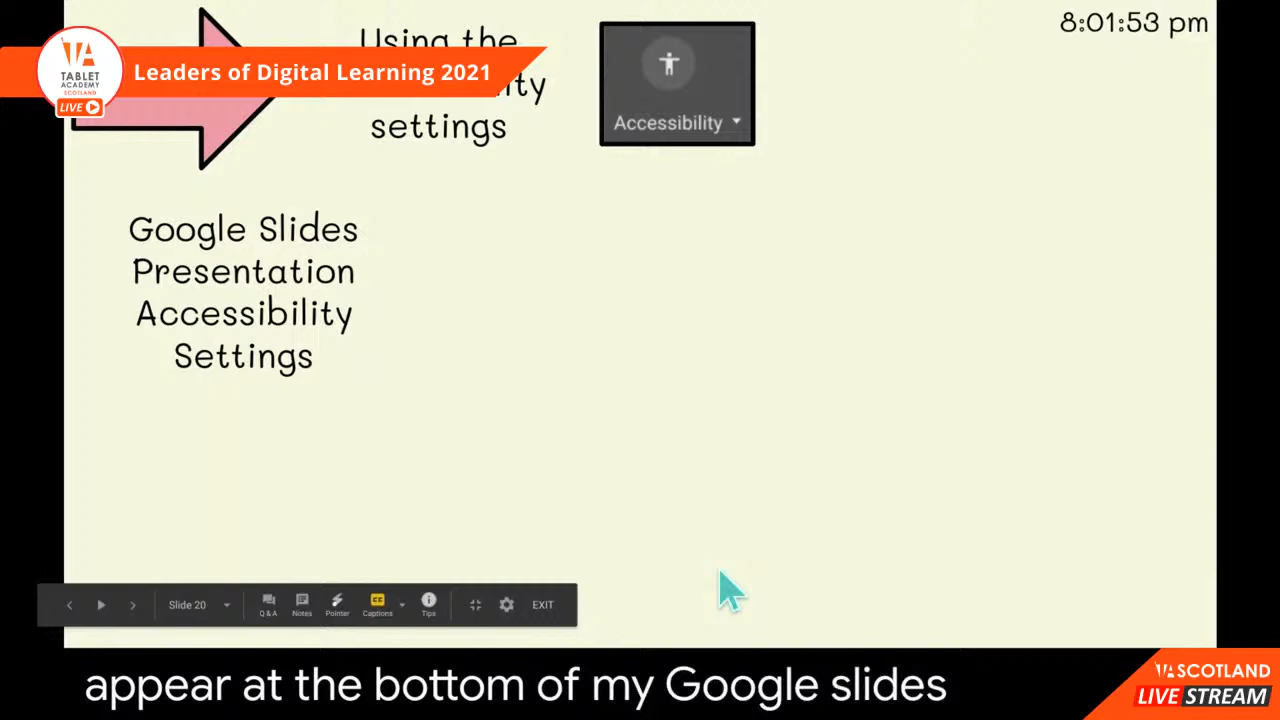 8:01:53 pm
Using the
TABLET
ACADEMY
SCOTLAND
LIVE
Leaders of Digital Learning 2021
settings
Accessibility
Google Slides
Presentation
Accessibility
Settings
Slide 20
Q & A
Notes
Pointer
CC
Captions
Tips
EXIT
appear at the bottom of my Google slides
TA SCOTLAND
LIVE STREAM